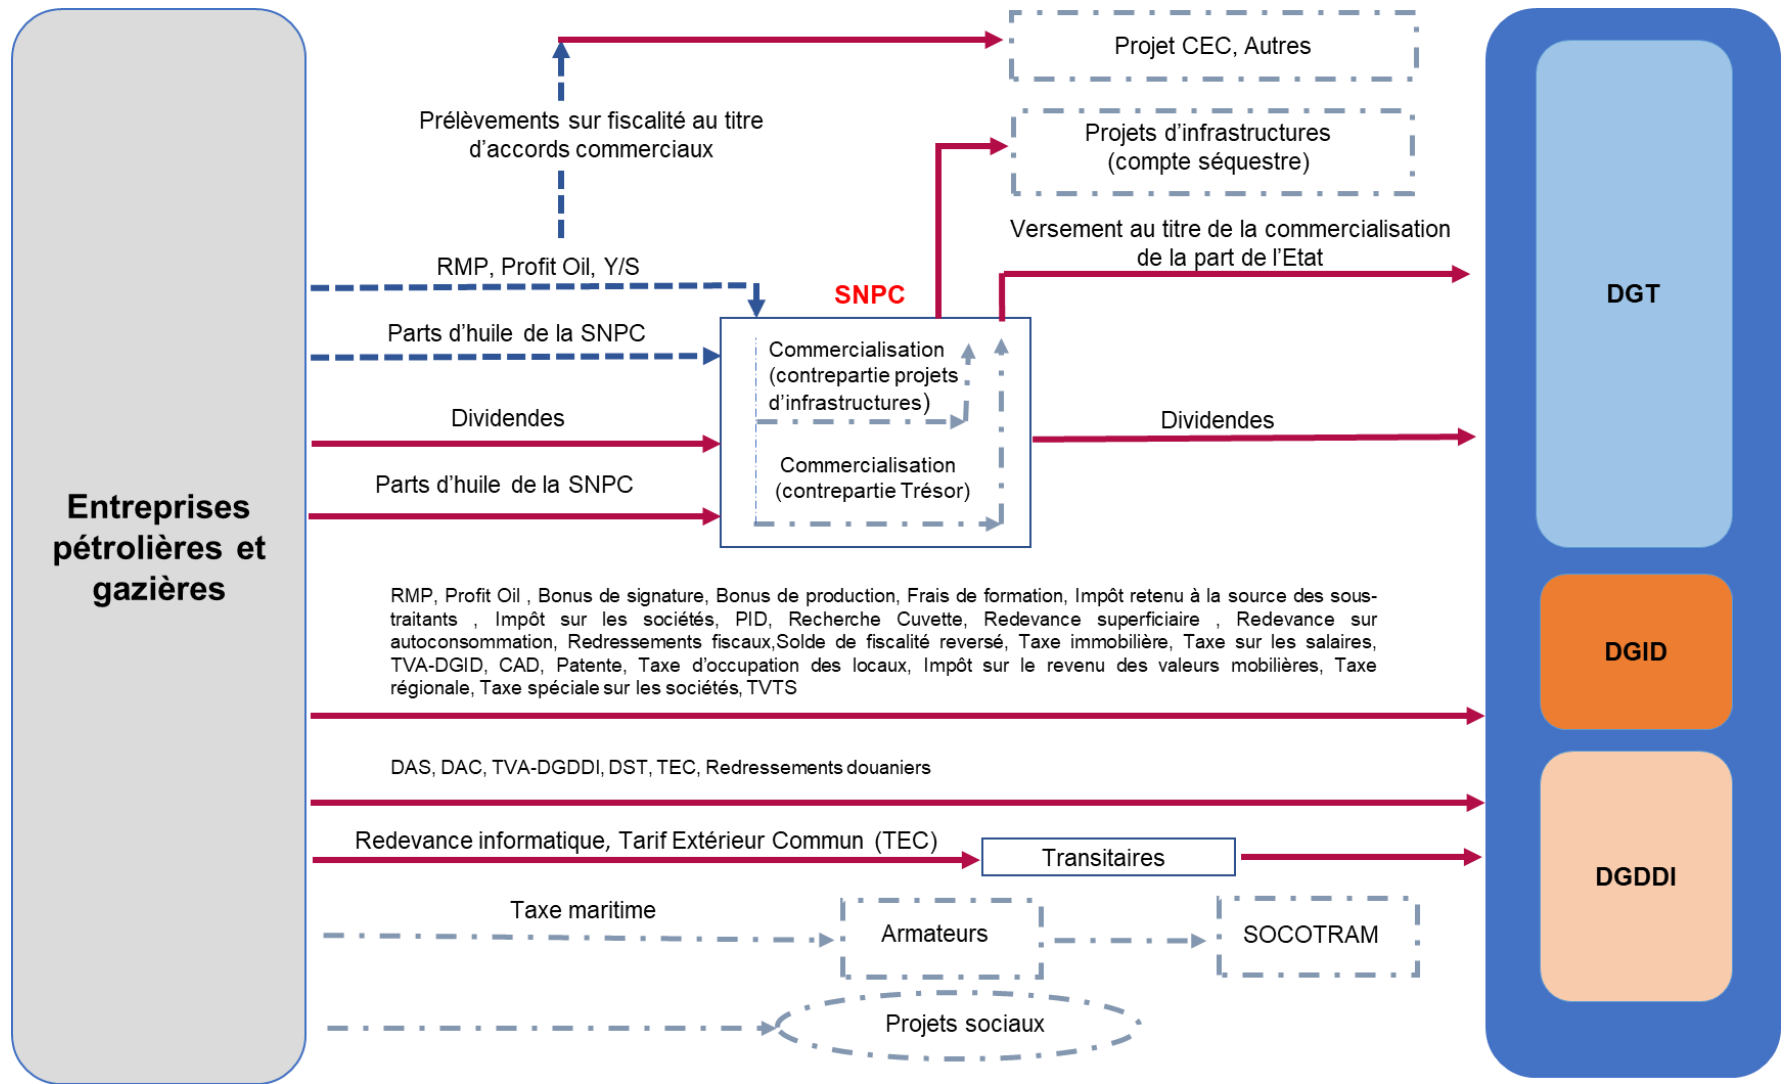 Projet CEC, Autres
Prélèvements sur fiscalité au titre
d'accords commerciaux
Projets d'infrastructures
(compte séquestre)
Versement au titre de la commercialisation
de la part de l'Etat
RMP, Profit Oil, Y/S
SNPC
DGT
Parts d'huile de la SNPC
Commercialisation
(contrepartie projets
d'infrastructures)
Dividendes
Dividendes
Commercialisation
(contrepartie Trésor)
Parts d'huile de la SNPC
Entreprises
pétrolières et
gazières
RMP, Profit Oil , Bonus de signature, Bonus de production, Frais de formation, Impôt retenu à la source des sous-
traitants , Impôt sur les sociétés, PID, Recherche Cuvette, Redevance superficiaire , Redevance sur
autoconsommation, Redressements fiscaux,Solde de fiscalité reversé, Taxe immobilière, Taxe sur les salaires,
TVA-DGID, CAD, Patente, Taxe d'occupation des locaux, Impôt sur le revenu des valeurs mobilières, Taxe
régionale, Taxe spéciale sur les sociétés, TVTS
DGID
DAS, DAC, TVA-DGDDI, DST, TEC, Redressements douaniers
Redevance informatique, Tarif Extérieur Commun (TEC)
Transitaires
DGDDI
Taxe maritime
Armateurs
SOCOTRAM
Projets sociaux